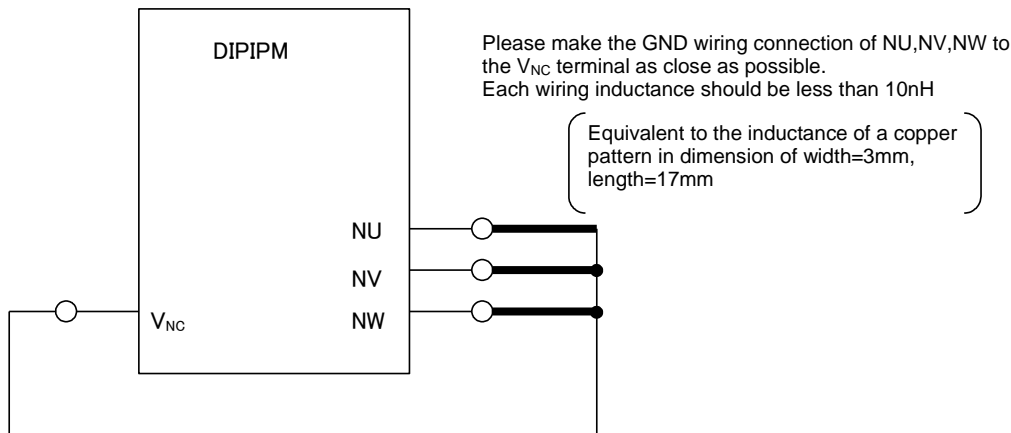 DIPIPM
Please make the GND wiring connection of NU,NV,NW to
the VNC terminal as close as possible.
Each wiring inductance should be less than 10nH
Equivalent to the inductance of a copper
pattern in dimension of width=3mm,
length=17mm
NU
NV
VNC
NW